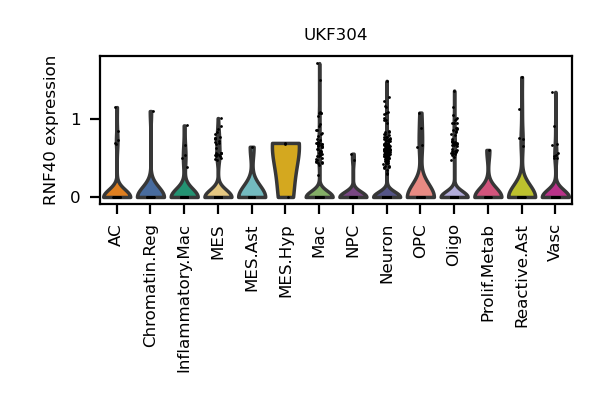 UKF304
RNF40 expression
1
0
AC
Chromatin.Reg
Inflammatory.Mac
MES
MES.Ast
MES.Hyp
Mac
NPC
Neuron
OPC
Oligo
Prolif.Metab
Reactive.Ast
Vasc